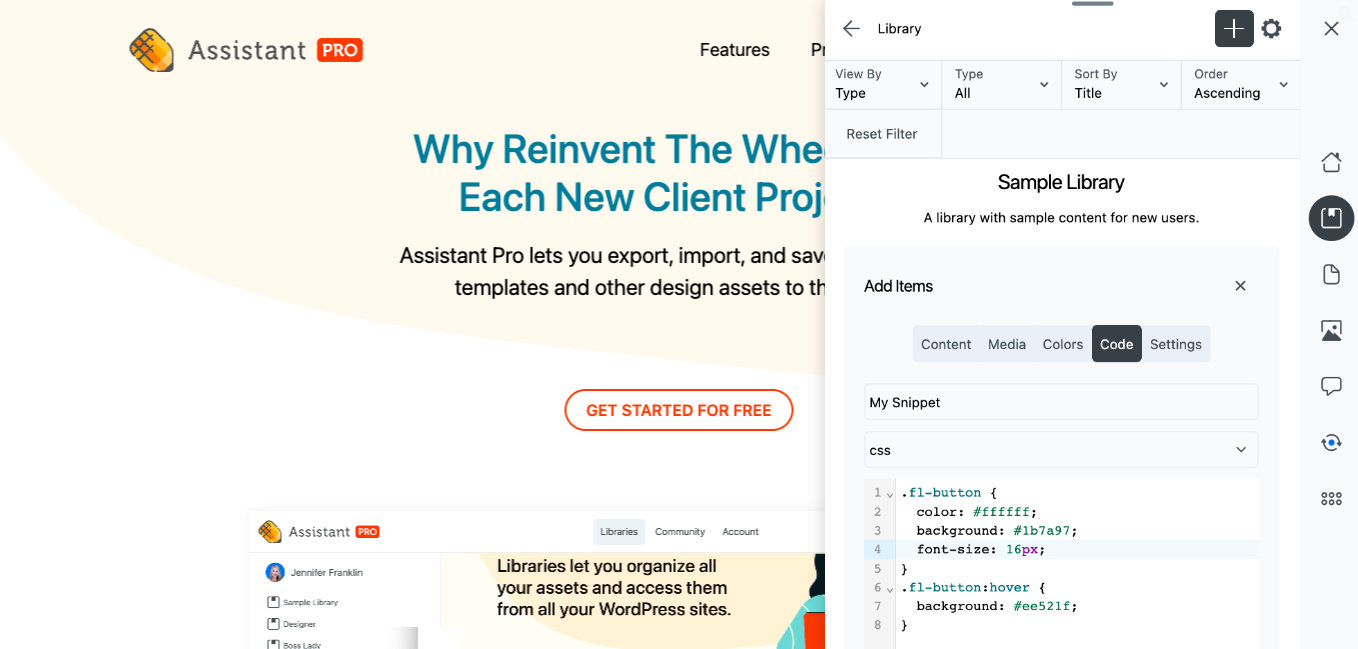 Assistant PRO
Features
Why Reinvent The Whe
Each New Client Proj
Assistant Pro lets you export, import, and save
templates and other design assets to th
GET STARTED FOR FREE
Assistant PRO
Libraries
Community
Account
Jennifer Franklin
Sample Library
Designer
Boss Lady
Libraries let you organize all
your assets and access them
from all your WordPress sites.
Library
View By
Type
Type
All
Sort By
Title
Order
Ascending
Reset Filter
Sample Library
A library with sample content for new users.
Add Items
Content
Media
Colors
Code
Settings
My Snippet
css
1 .fl-button {
2 color: #ffffff;
3 background: #1b7a97;
4 font-size: 16px;
5 }
6 .fl-button:hover {
7 background: #ee521f;
8 }